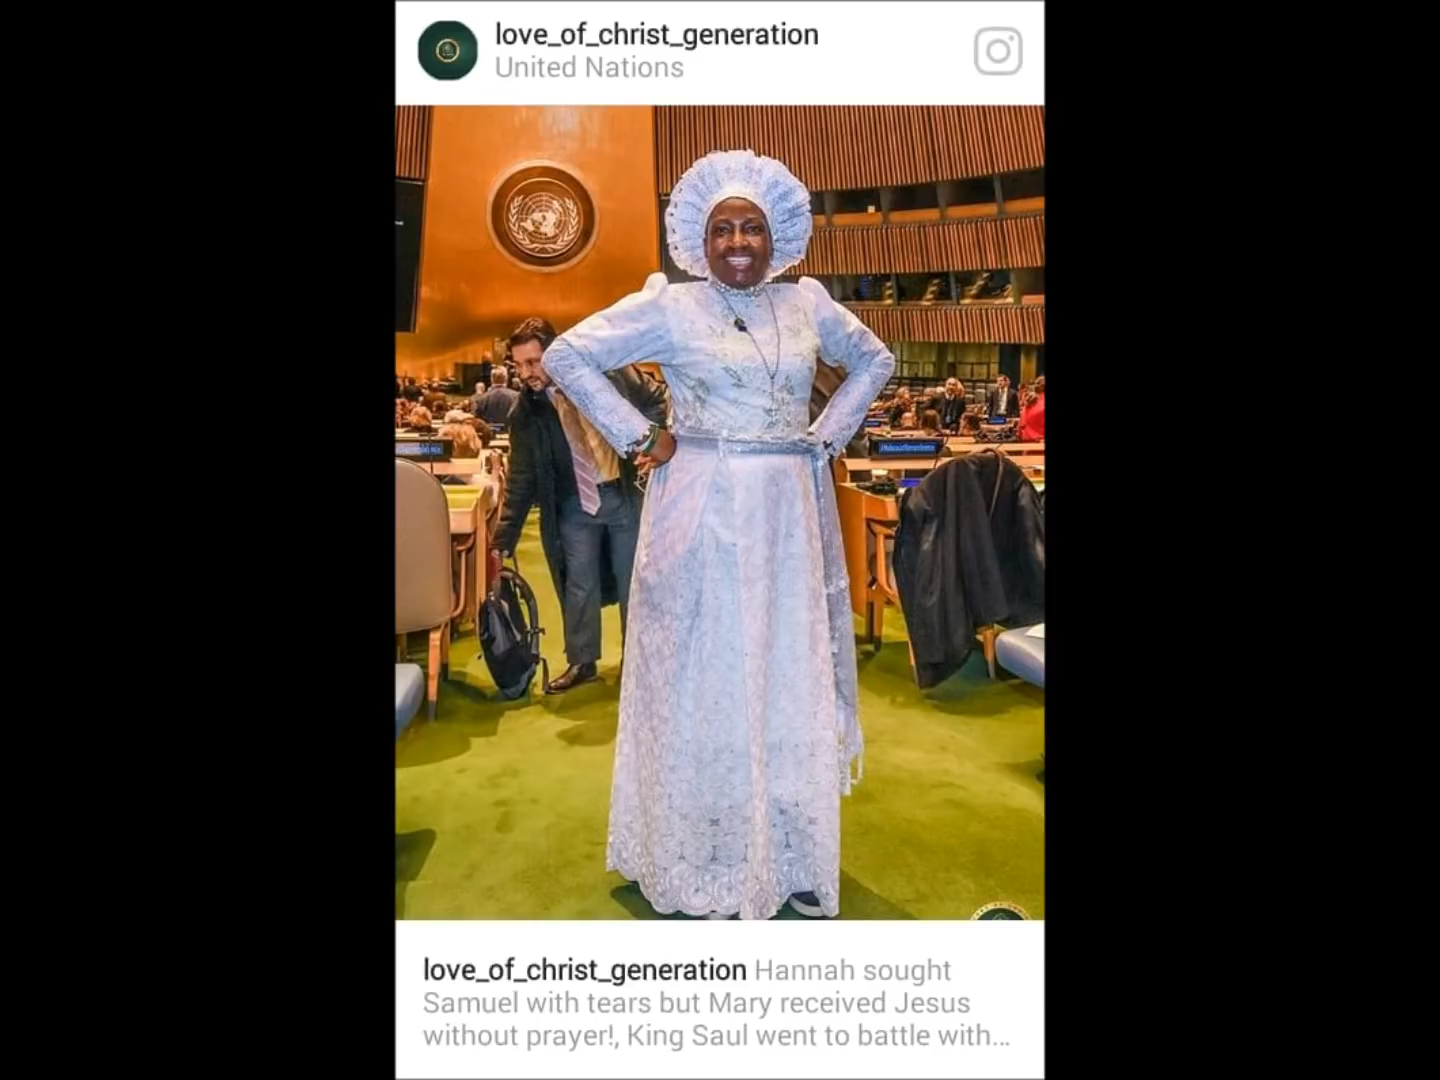 love_of_christ_generation
United Nations
love_of_christ_generation Hannah sought
Samuel with tears but Mary received Jesus
without prayer!, King Saul went to battle with...